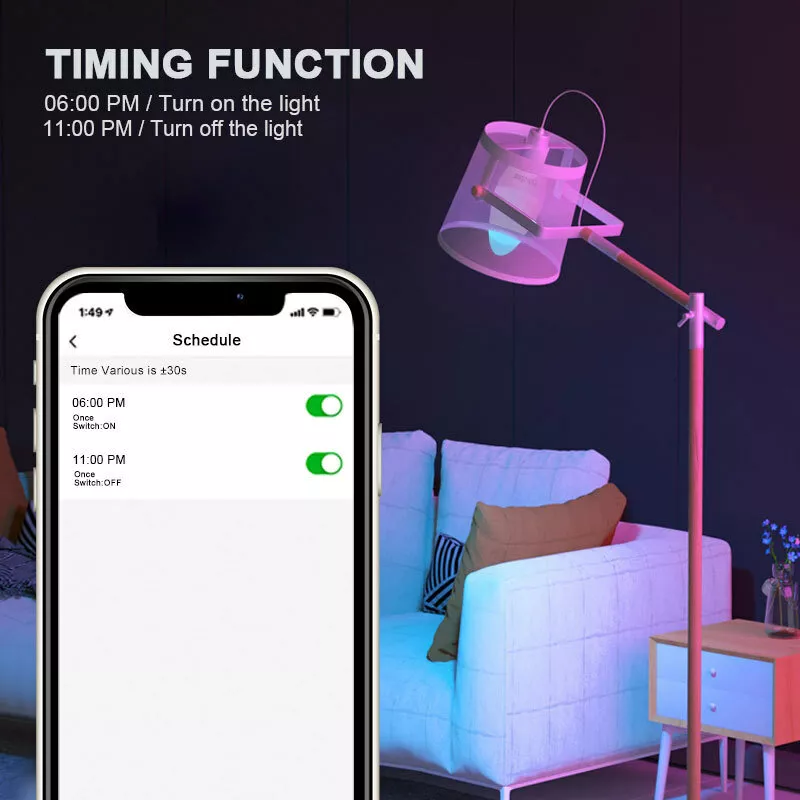 TIMING FUNCTION
06:00 PM / Turn on the light
11:00 PM / Turn off the light
1:49
Schedule
Time Various is ±30s
06:00 PM
Once
Switch:ON
11:00 PM
Once
Switch:OFF